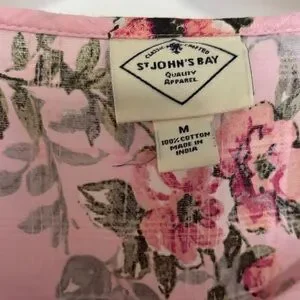 CLASSIC CRAFTED
ST JOHN'S BAY
QUALITY
APPAREL
M
100% COTTON
MADE IN
INDIA